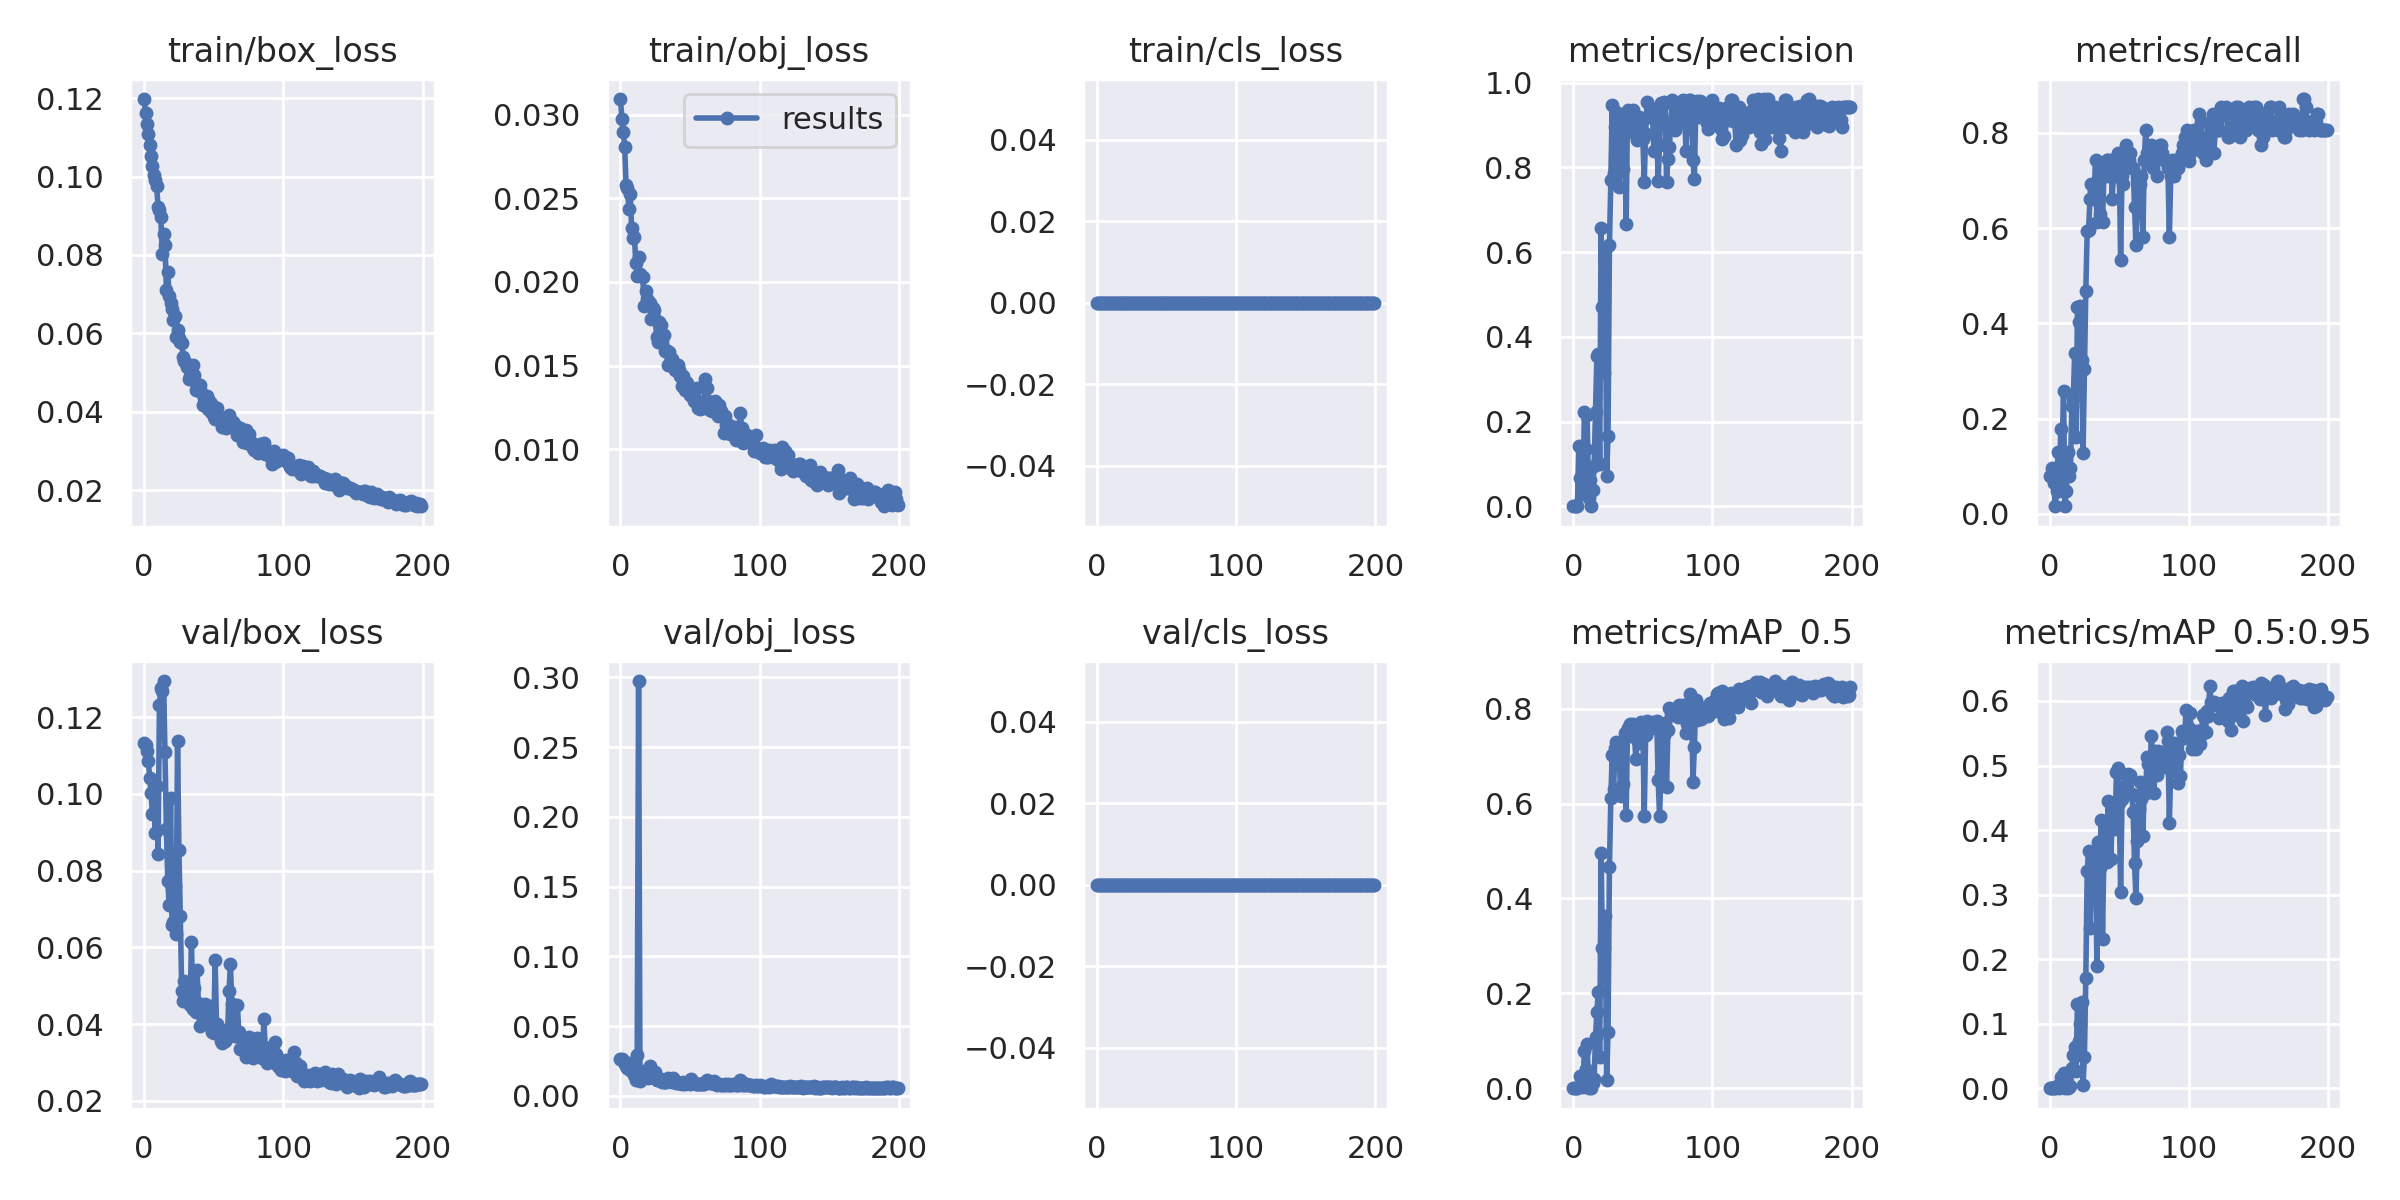 train/box_loss
0.12
0.10
0.08
0.06
0.04
0.02
0 100 200
train/obj_loss
results
0.030
0.025
0.020
0.015
0.010
0 100 200
train/cls_loss
0.04
0.02
0.00
−0.02
−0.04
0 100 200
metrics/precision
1.0
0.8
0.6
0.4
0.2
0.0
0 100 200
metrics/recall
0.8
0.6
0.4
0.2
0.0
0 100 200
val/box_loss
0.12
0.10
0.08
0.06
0.04
0.02
0 100 200
val/obj_loss
0.30
0.25
0.20
0.15
0.10
0.05
0.00
0 100 200
val/cls_loss
0.04
0.02
0.00
−0.02
−0.04
0 100 200
metrics/mAP_0.5
0.8
0.6
0.4
0.2
0.0
0 100 200
metrics/mAP_0.5:0.95
0.6
0.5
0.4
0.3
0.2
0.1
0.0
0 100 200